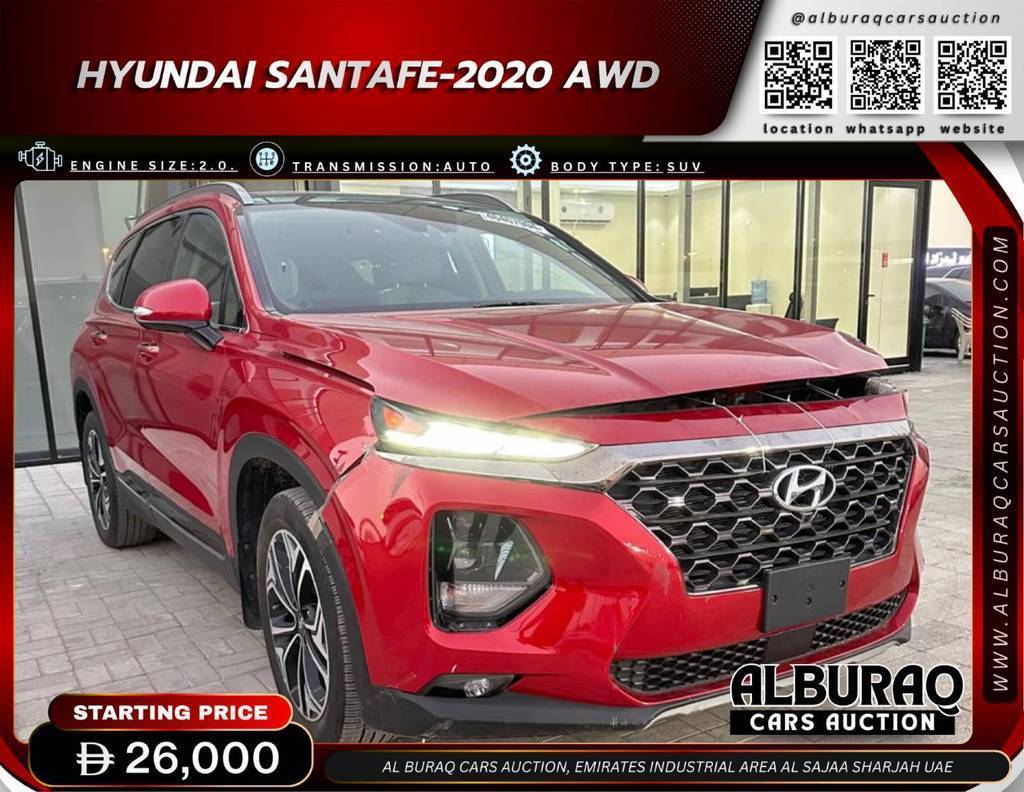 @alburaqcarsauction
HYUNDAI SANTAFE-2020 AWD
location whatsapp website
ENGINE SIZE:2.0.
TRANSMISSION:AUTO
BODY TYPE: SUV
WWW.ALBURAQCARSAUCTION.COM
ALBURAQ
CARS AUCTION
STARTING PRICE
26,000
AL BURAQ CARS AUCTION, EMIRATES INDUSTRIAL AREA AL SAJAA SHARJAH UAE